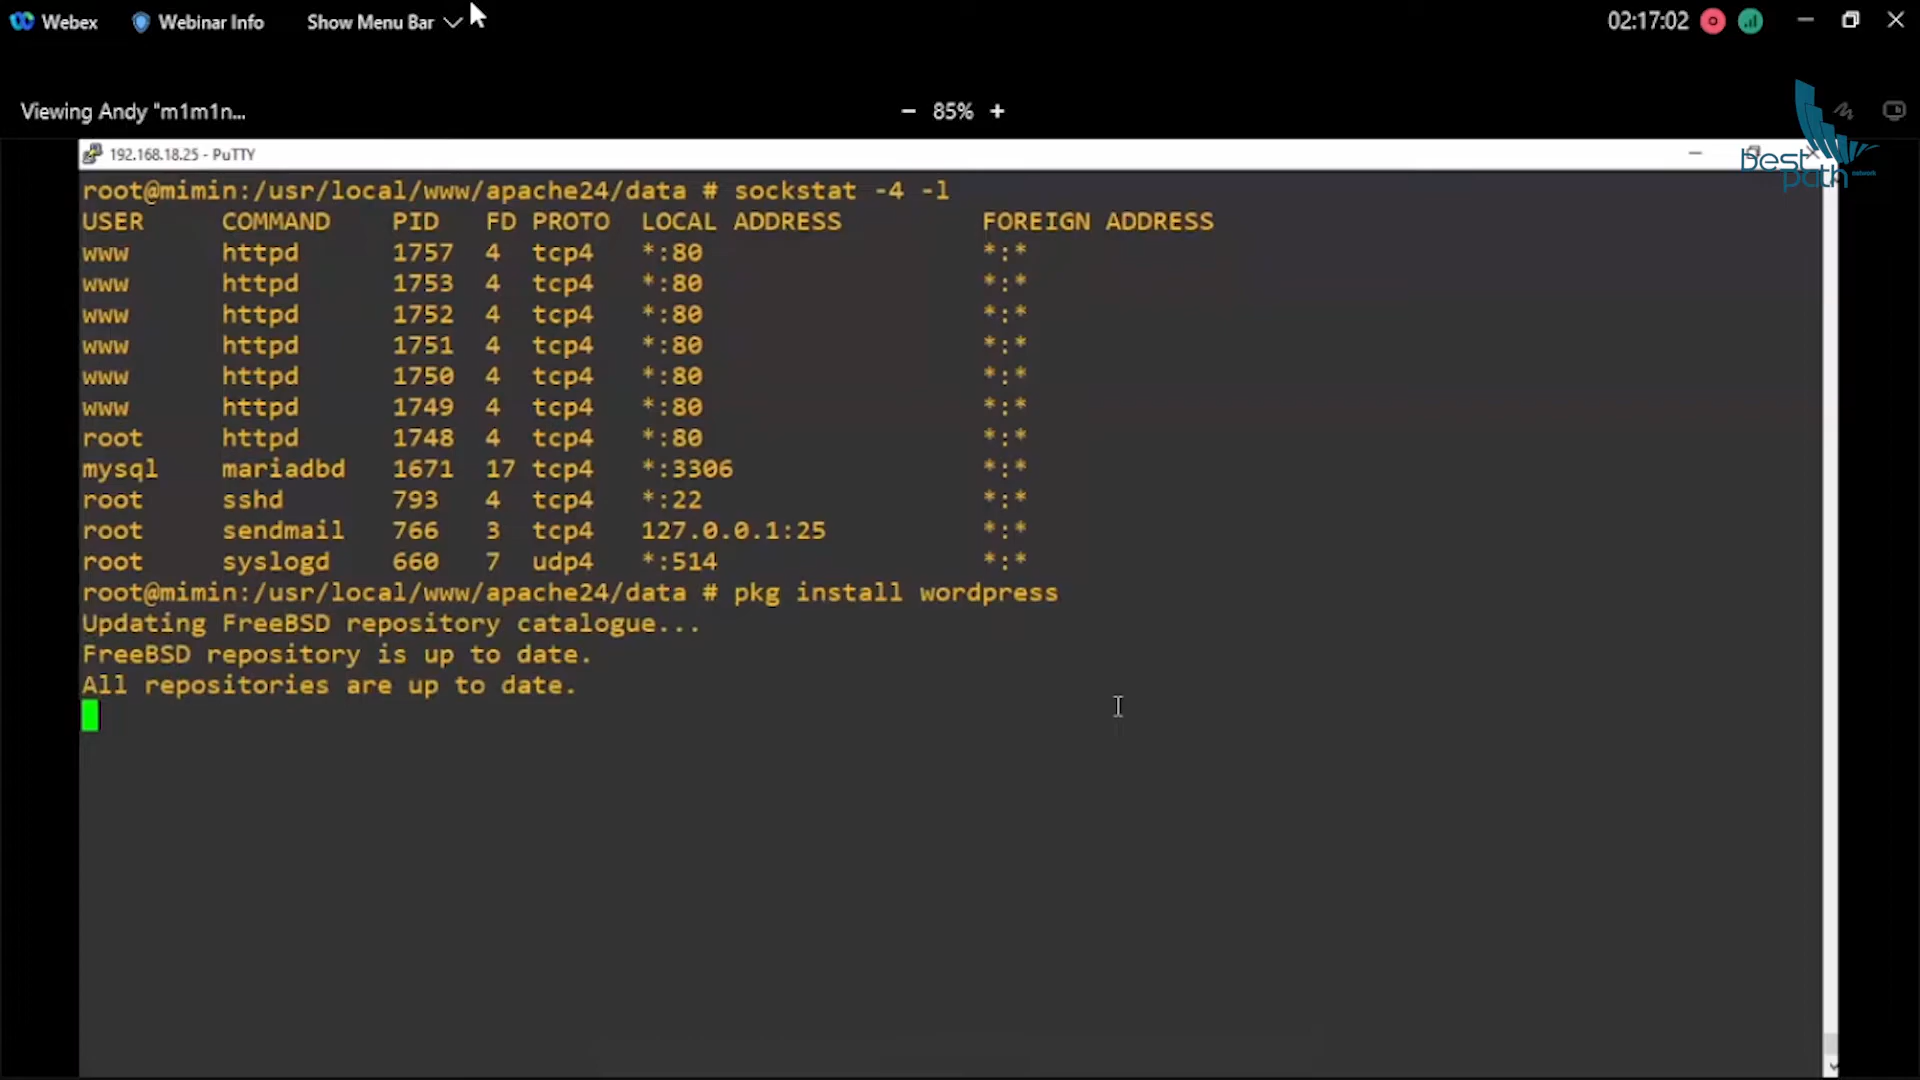 Webex Webinar Info Show Menu Bar 02:17:02
Viewing Andy "m1m1n... − 85% +
192.168.18.25 - PuTTY
best path network
root@mimin:/usr/local/www/apache24/data # sockstat -4 -l
USER COMMAND PID FD PROTO LOCAL ADDRESS FOREIGN ADDRESS
www httpd 1757 4 tcp4 *:80 *:*
www httpd 1753 4 tcp4 *:80 *:*
www httpd 1752 4 tcp4 *:80 *:*
www httpd 1751 4 tcp4 *:80 *:*
www httpd 1750 4 tcp4 *:80 *:*
www httpd 1749 4 tcp4 *:80 *:*
root httpd 1748 4 tcp4 *:80 *:*
mysql mariadbd 1671 17 tcp4 *:3306 *:*
root sshd 793 4 tcp4 *:22 *:*
root sendmail 766 3 tcp4 127.0.0.1:25 *:*
root syslogd 660 7 udp4 *:514 *:*
root@mimin:/usr/local/www/apache24/data # pkg install wordpress
Updating FreeBSD repository catalogue...
FreeBSD repository is up to date.
All repositories are up to date.